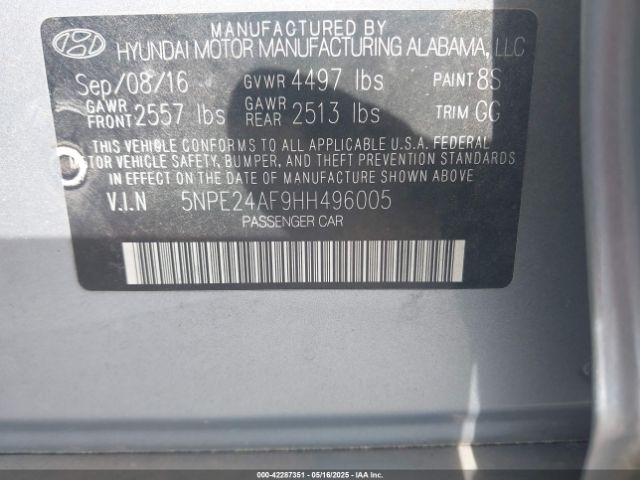 MANUFACTURED BY
HYUNDAI MOTOR MANUFACTURING ALABAMA, LLC
Sep/08/16 GVWR 4497 lbs PAINT 8S
GAWR FRONT 2557 lbs GAWR REAR 2513 lbs TRIM GG
THIS VEHICLE CONFORMS TO ALL APPLICABLE U.S.A. FEDERAL
MOTOR VEHICLE SAFETY, BUMPER, AND THEFT PREVENTION STANDARDS
IN EFFECT ON THE DATE OF MANUFACTURE SHOWN ABOVE
V.I.N 5NPE24AF9HH496005
PASSENGER CAR
000-42287351 - 05/16/2025 - IAAI.COM